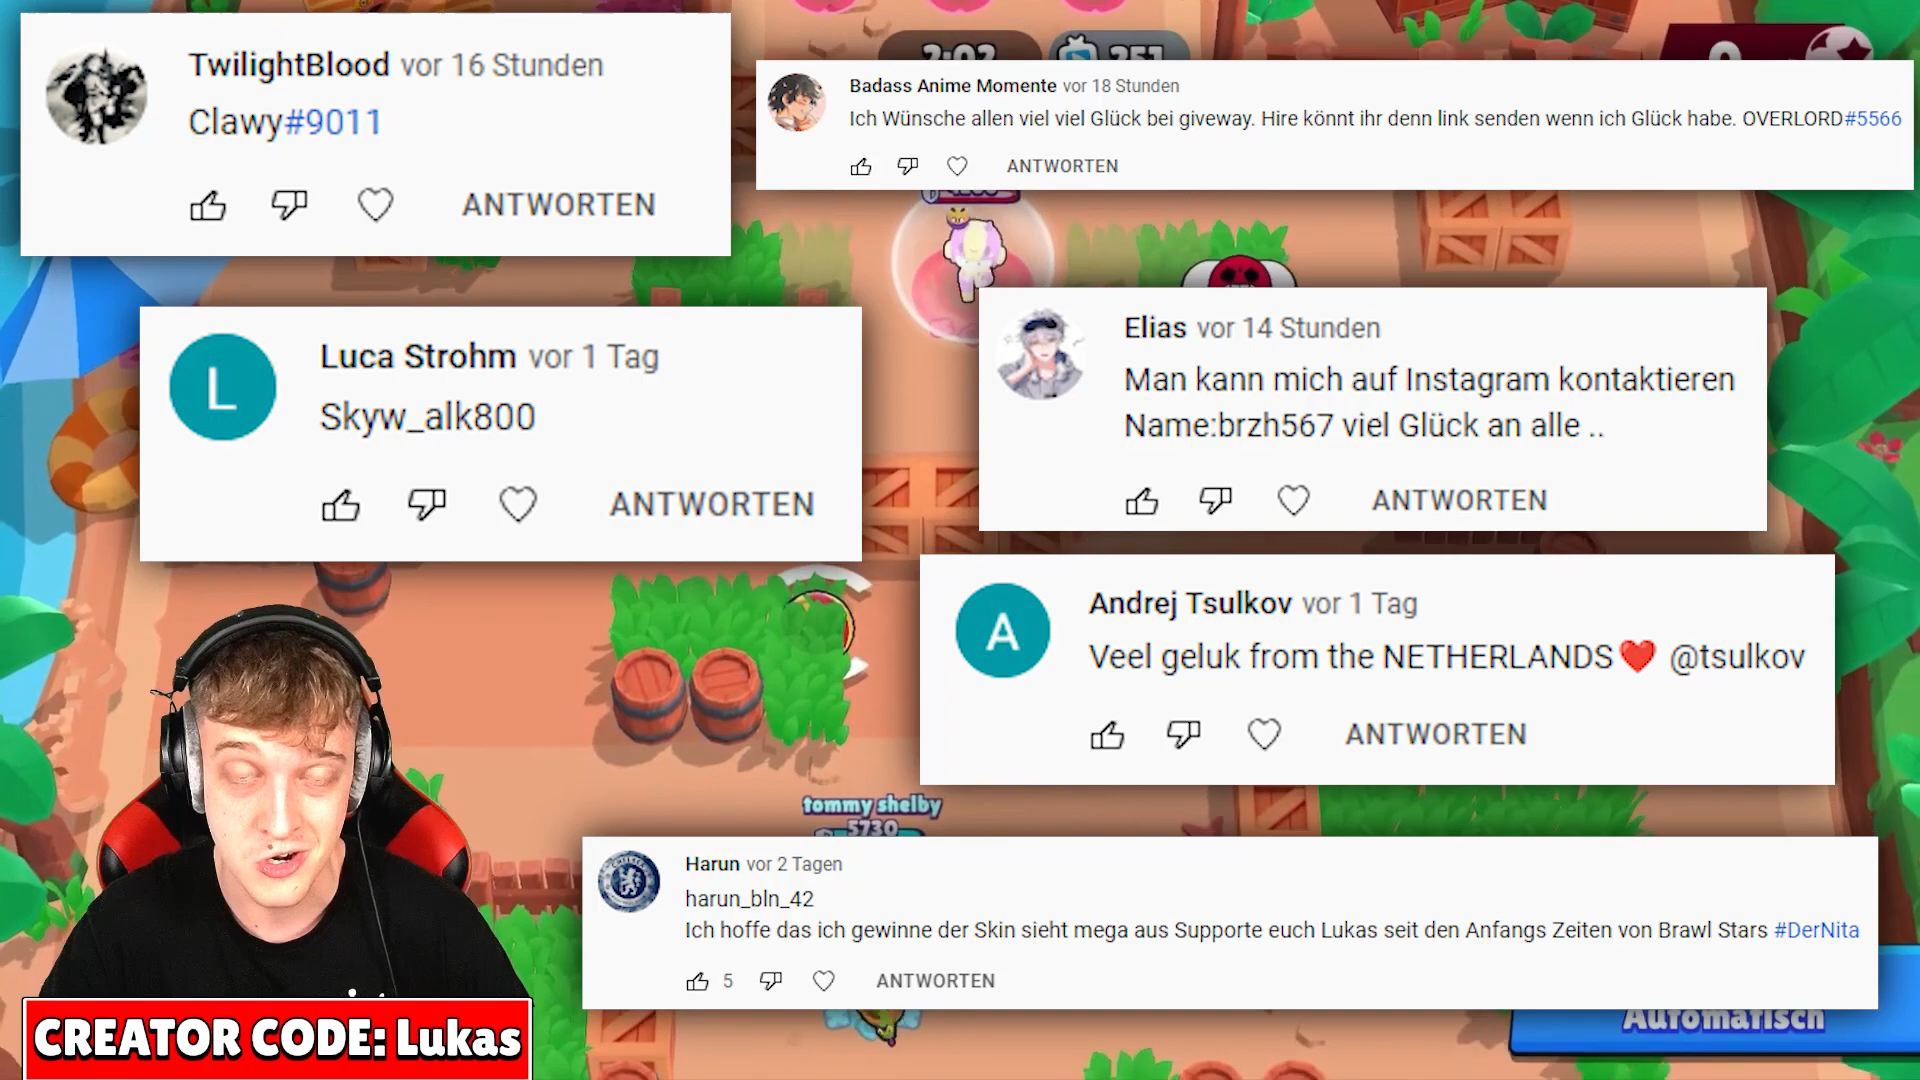 2:02
251
0
TwilightBlood vor 16 Stunden
Clawy#9011
ANTWORTEN
Badass Anime Momente vor 18 Stunden
Ich Wünsche allen viel viel Glück bei giveway. Hire könnt ihr denn link senden wenn ich Glück habe. OVERLORD#5566
ANTWORTEN
L
Luca Strohm vor 1 Tag
Skyw_alk800
ANTWORTEN
Elias vor 14 Stunden
Man kann mich auf Instagram kontaktieren
Name:brzh567 viel Glück an alle ..
ANTWORTEN
A
Andrej Tsulkov vor 1 Tag
Veel geluk from the NETHERLANDS❤️ @tsulkov
ANTWORTEN
tommy shelby
5730
Harun vor 2 Tagen
harun_bln_42
Ich hoffe das ich gewinne der Skin sieht mega aus Supporte euch Lukas seit den Anfangs Zeiten von Brawl Stars #DerNita
5
ANTWORTEN
Automatisch
CREATOR CODE: Lukas